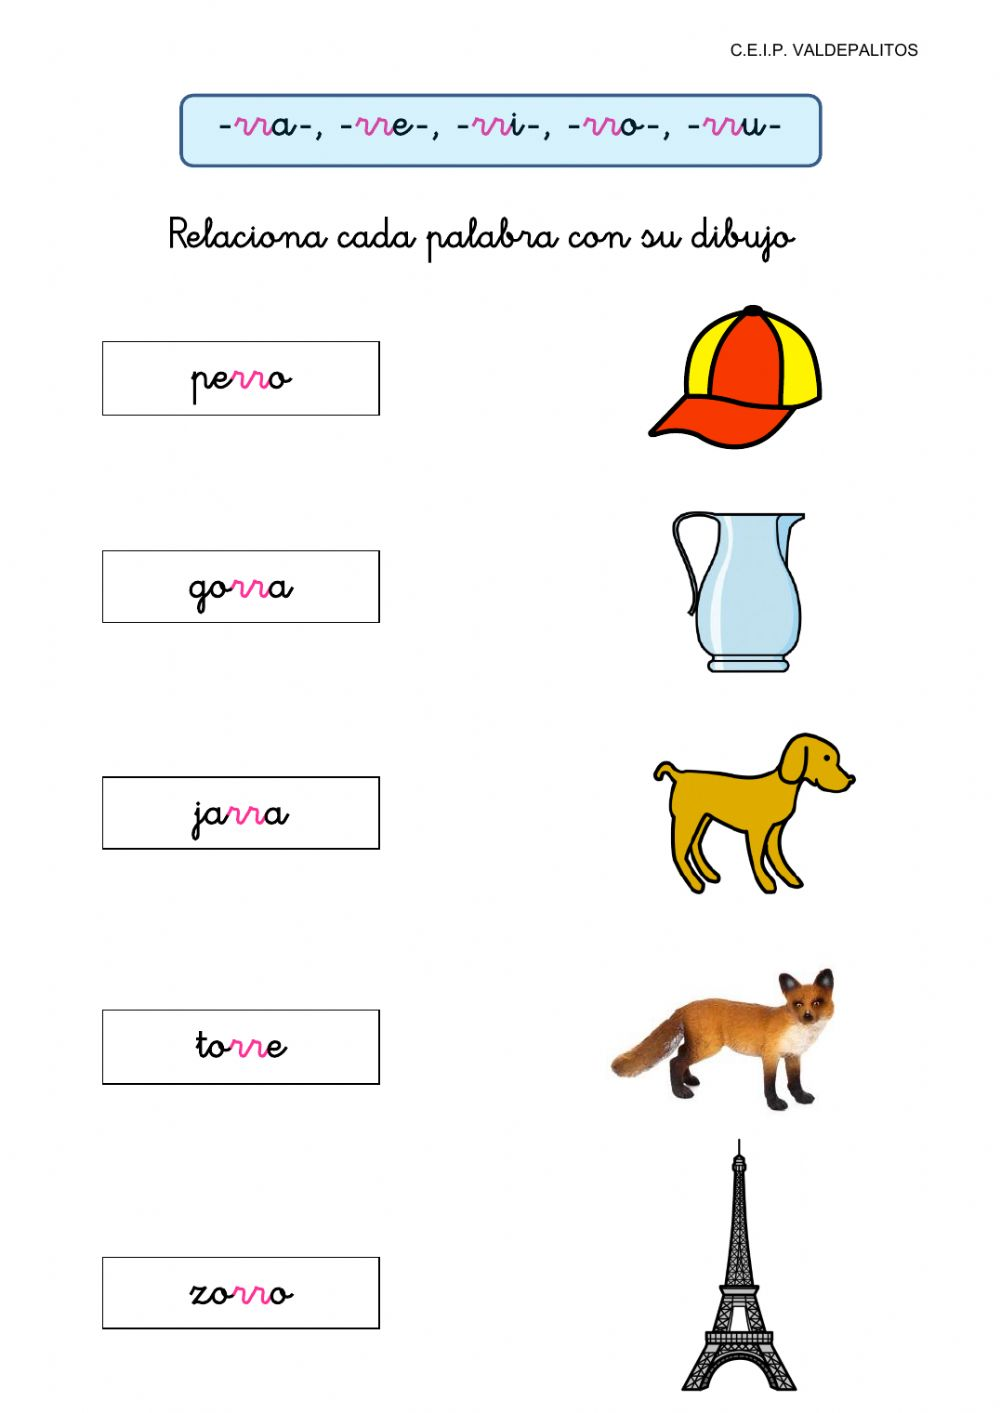 C.E.I.P. VALDEPALITOS
-rra-, -rre-, -rri-, -rro-, -rru-
Relaciona cada palabra con su dibujo
perro
gorra
jarra
torre
zorro